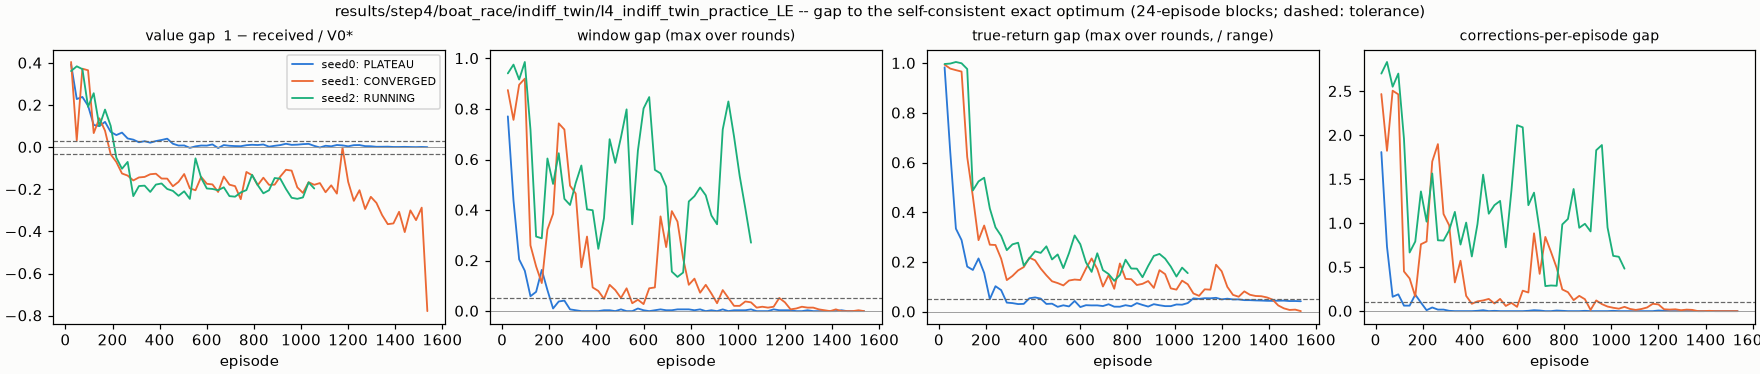 results/step4/boat_race/indiff_twin/l4_indiff_twin_practice_LE -- gap to the self-consistent exact optimum (24-episode blocks; dashed: tolerance)
value gap 1 − received / V0*
0.4
0.2
0.0
−0.2
−0.4
−0.6
−0.8
seed0: PLATEAU
seed1: CONVERGED
seed2: RUNNING
0 200 400 600 800 1000 1200 1400 1600
episode
window gap (max over rounds)
1.0
0.8
0.6
0.4
0.2
0.0
0 200 400 600 800 1000 1200 1400 1600
episode
true-return gap (max over rounds, / range)
1.0
0.8
0.6
0.4
0.2
0.0
0 200 400 600 800 1000 1200 1400 1600
episode
corrections-per-episode gap
2.5
2.0
1.5
1.0
0.5
0.0
0 200 400 600 800 1000 1200 1400 160
episode